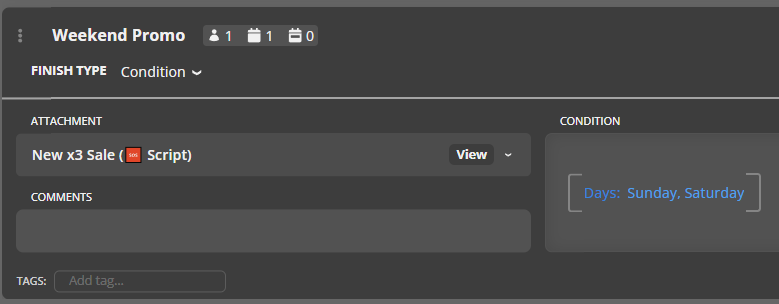 Weekend Promo 1 1 0
FINISH TYPE Condition
ATTACHMENT
New x3 Sale (🆘 Script) View
COMMENTS
CONDITION
Days: Sunday, Saturday
TAGS: Add tag...